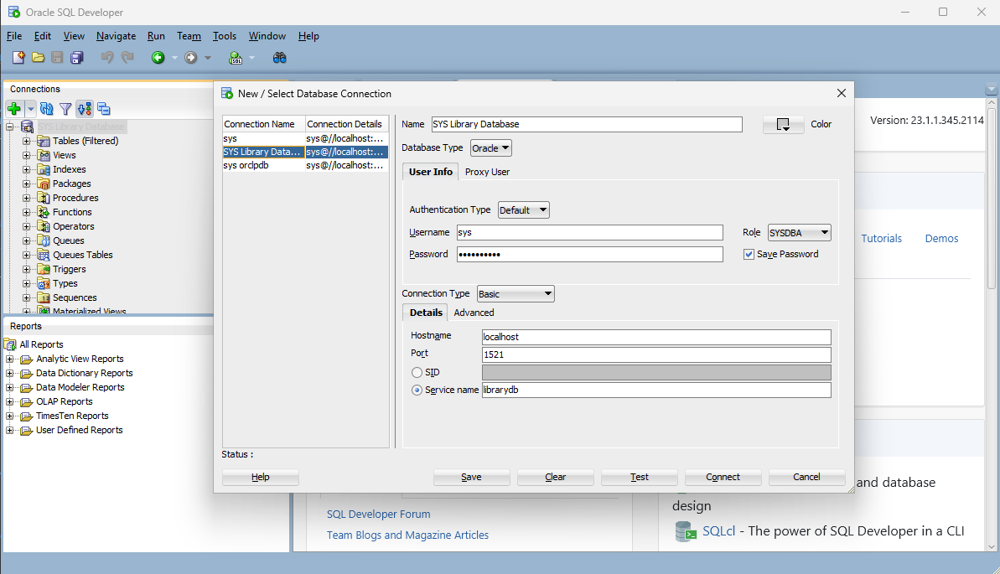 Oracle SQL Developer
File Edit View Navigate Run Team Tools Window Help
Connections
SYS Library Database
Tables (Filtered)
Views
Indexes
Packages
Procedures
Functions
Operators
Queues
Queues Tables
Triggers
Types
Sequences
Materialized Views
Reports
All Reports
Analytic View Reports
Data Dictionary Reports
Data Modeler Reports
OLAP Reports
TimesTen Reports
User Defined Reports
New / Select Database Connection
Connection Name Connection Details
sys sys@//localhost:...
SYS Library Data... sys@//localhost:...
sys orclpdb sys@//localhost:...
Name SYS Library Database Color
Database Type Oracle
User Info Proxy User
Authentication Type Default
Username sys Role SYSDBA
Password •••••••••• Save Password
Connection Type Basic
Details Advanced
Hostname localhost
Port 1521
SID
Service name librarydb
Status :
Help Save Clear Test Connect Cancel
Version: 23.1.1.345.2114
Tutorials Demos
and database
design
SQLcl - The power of SQL Developer in a CLI
SQL Developer Forum
Team Blogs and Magazine Articles